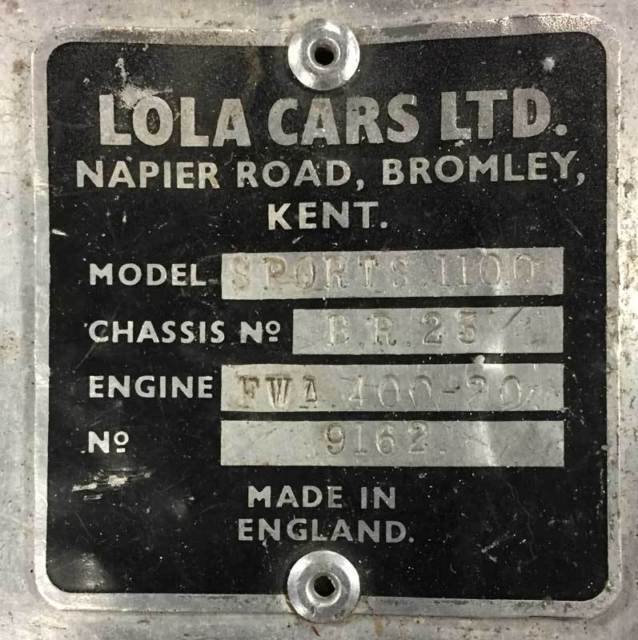 LOLA CARS LTD.
NAPIER ROAD, BROMLEY,
KENT.
MODEL SPORTS 1100
CHASSIS Nº B.R.25
ENGINE FWA 400-20
Nº 9162.
MADE IN
ENGLAND.